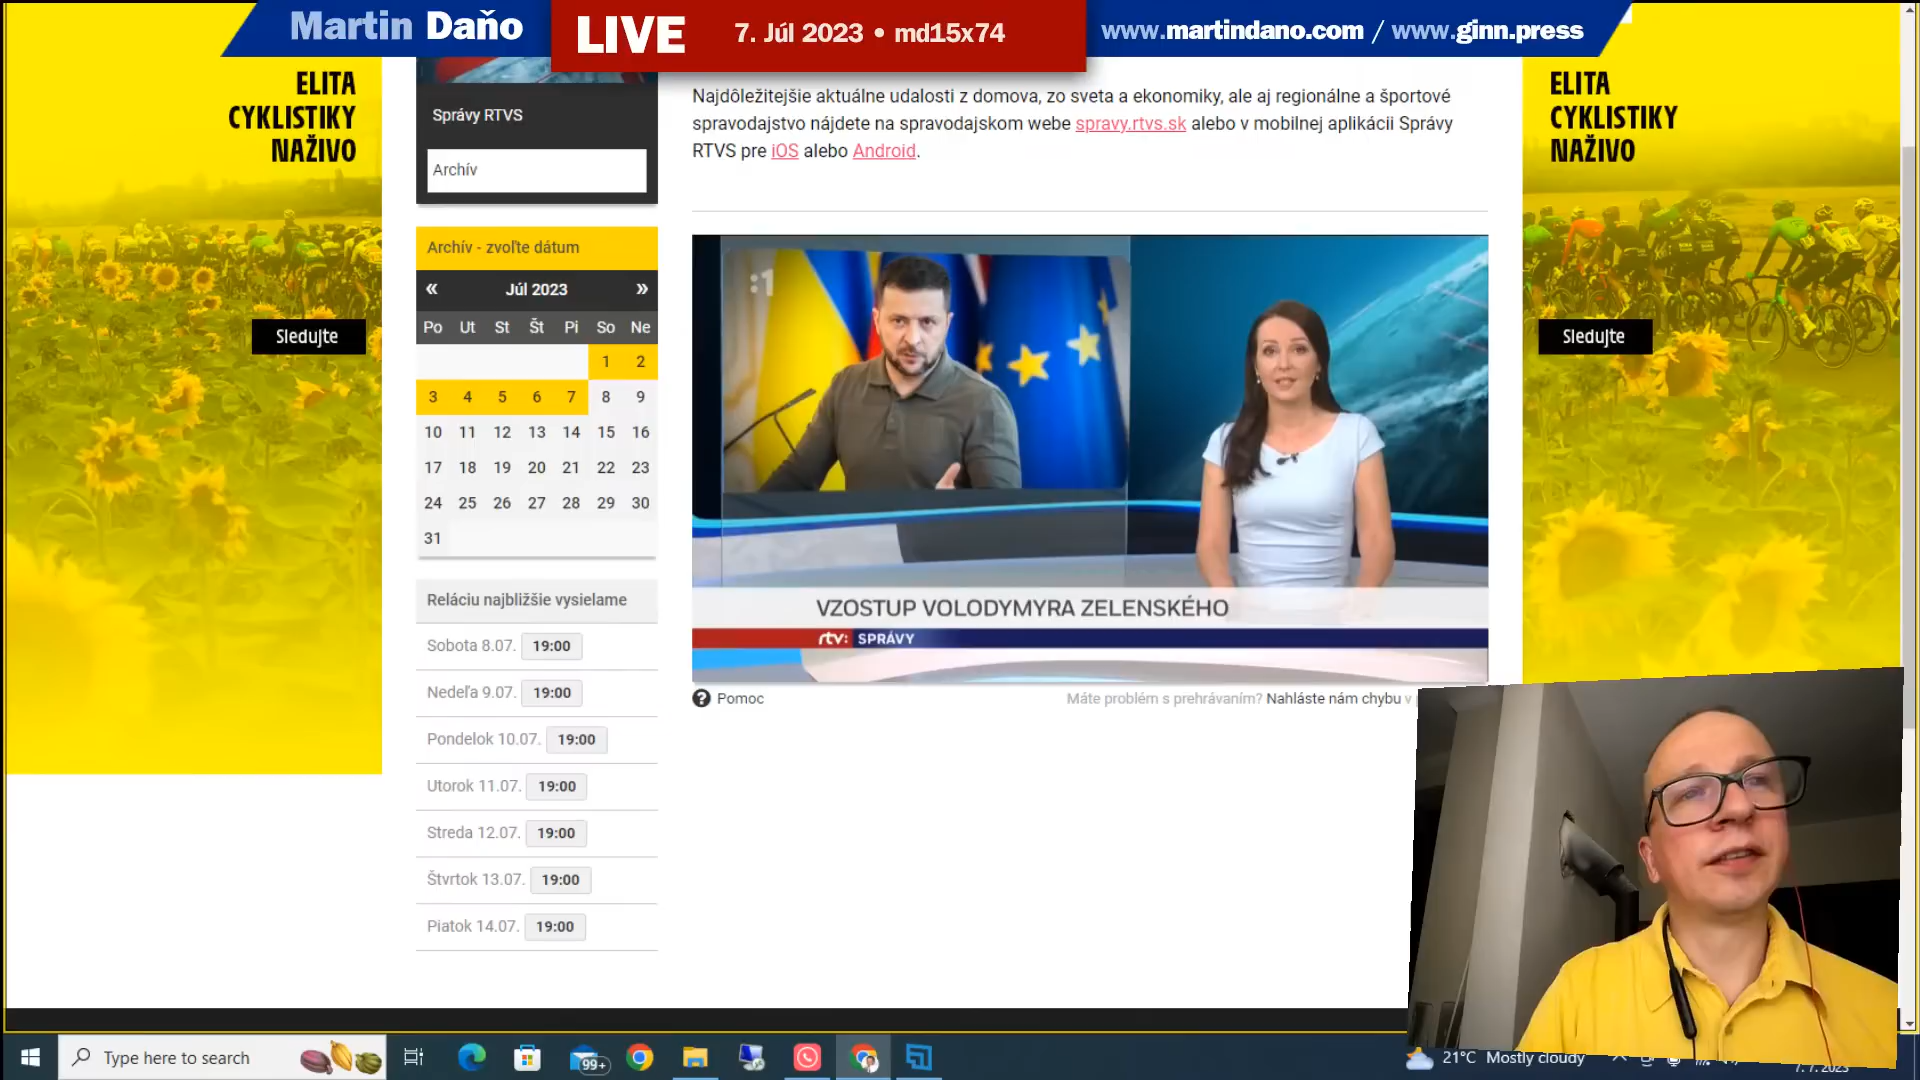 Martin Daňo
LIVE
7. Júl 2023 • md15x74
www.martindano.com / www.ginn.press
ELITA
CYKLISTIKY
NAŽIVO
Sledujte
Správy RTVS
Archív
Archív - zvoľte dátum
« Júl 2023 »
Po Ut St Št Pi So Ne
1 2
3 4 5 6 7 8 9
10 11 12 13 14 15 16
17 18 19 20 21 22 23
24 25 26 27 28 29 30
31
Reláciu najbližšie vysielame
Sobota 8.07. 19:00
Nedeľa 9.07. 19:00
Pondelok 10.07. 19:00
Utorok 11.07. 19:00
Streda 12.07. 19:00
Štvrtok 13.07. 19:00
Piatok 14.07. 19:00
Najdôležitejšie aktuálne udalosti z domova, zo sveta a ekonomiky, ale aj regionálne a športové
spravodajstvo nájdete na spravodajskom webe spravy.rtvs.sk alebo v mobilnej aplikácii Správy
RTVS pre iOS alebo Android.
:1
VZOSTUP VOLODYMYRA ZELENSKÉHO
rtv: SPRÁVY
Pomoc
Máte problém s prehrávaním? Nahláste nám chybu v
ELITA
CYKLISTIKY
NAŽIVO
Sledujte
Type here to search
99+
21°C Mostly cloudy
7. 7. 2023